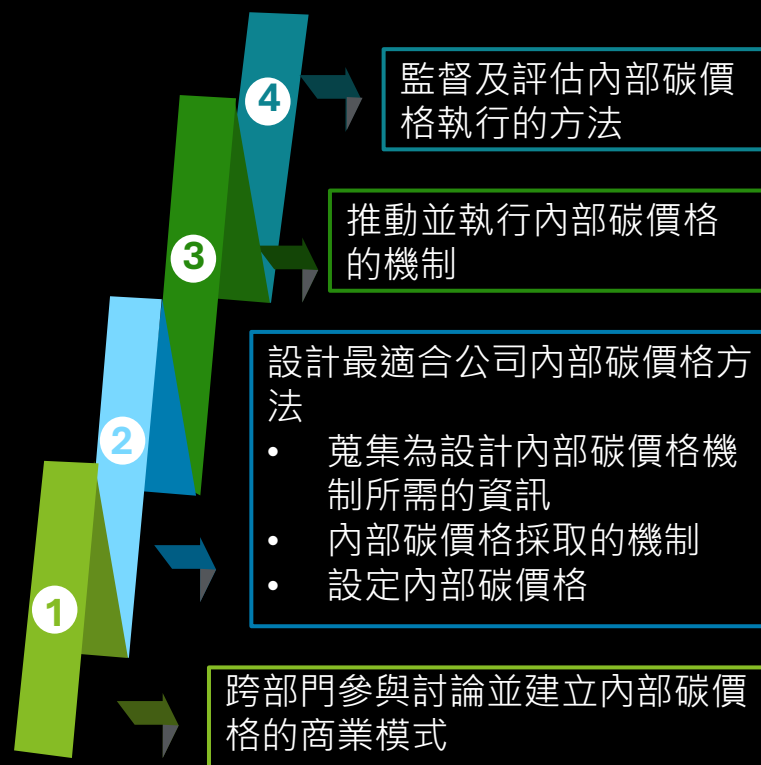 4
監督及評估內部碳價
格執行的方法
3
推動並執行內部碳價格
的機制
2
設計最適合公司內部碳價格方
法
• 蒐集為設計內部碳價格機
制所需的資訊
• 內部碳價格採取的機制
• 設定內部碳價格
1
跨部門參與討論並建立內部碳價
格的商業模式